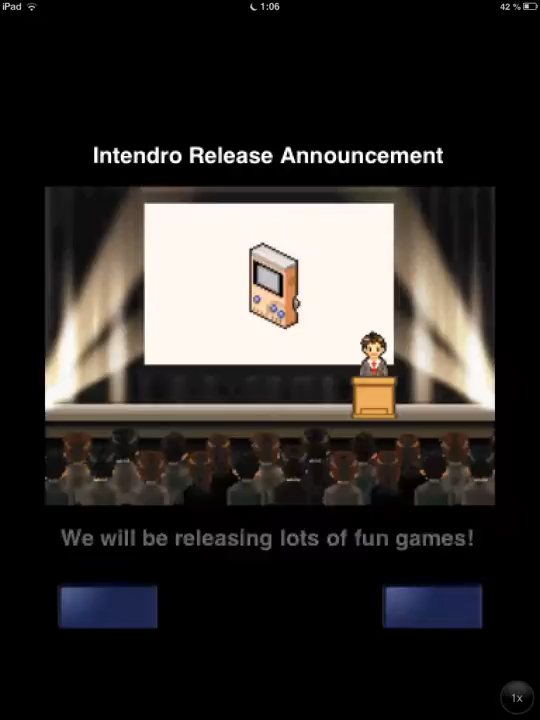 iPad 1:06 42 %
Intendro Release Announcement
We will be releasing lots of fun games!
1x